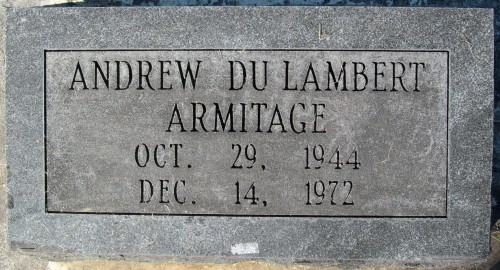 ANDREW DU LAMBERT
ARMITAGE
OCT. 29, 1944
DEC. 14, 1972